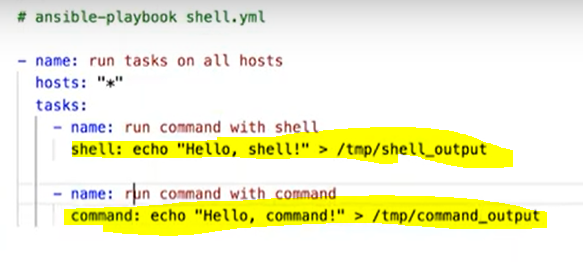 # ansible-playbook shell.yml
- name: run tasks on all hosts
hosts: "*"
tasks:
- name: run command with shell
shell: echo "Hello, shell!" > /tmp/shell_output
- name: run command with command
command: echo "Hello, command!" > /tmp/command_output